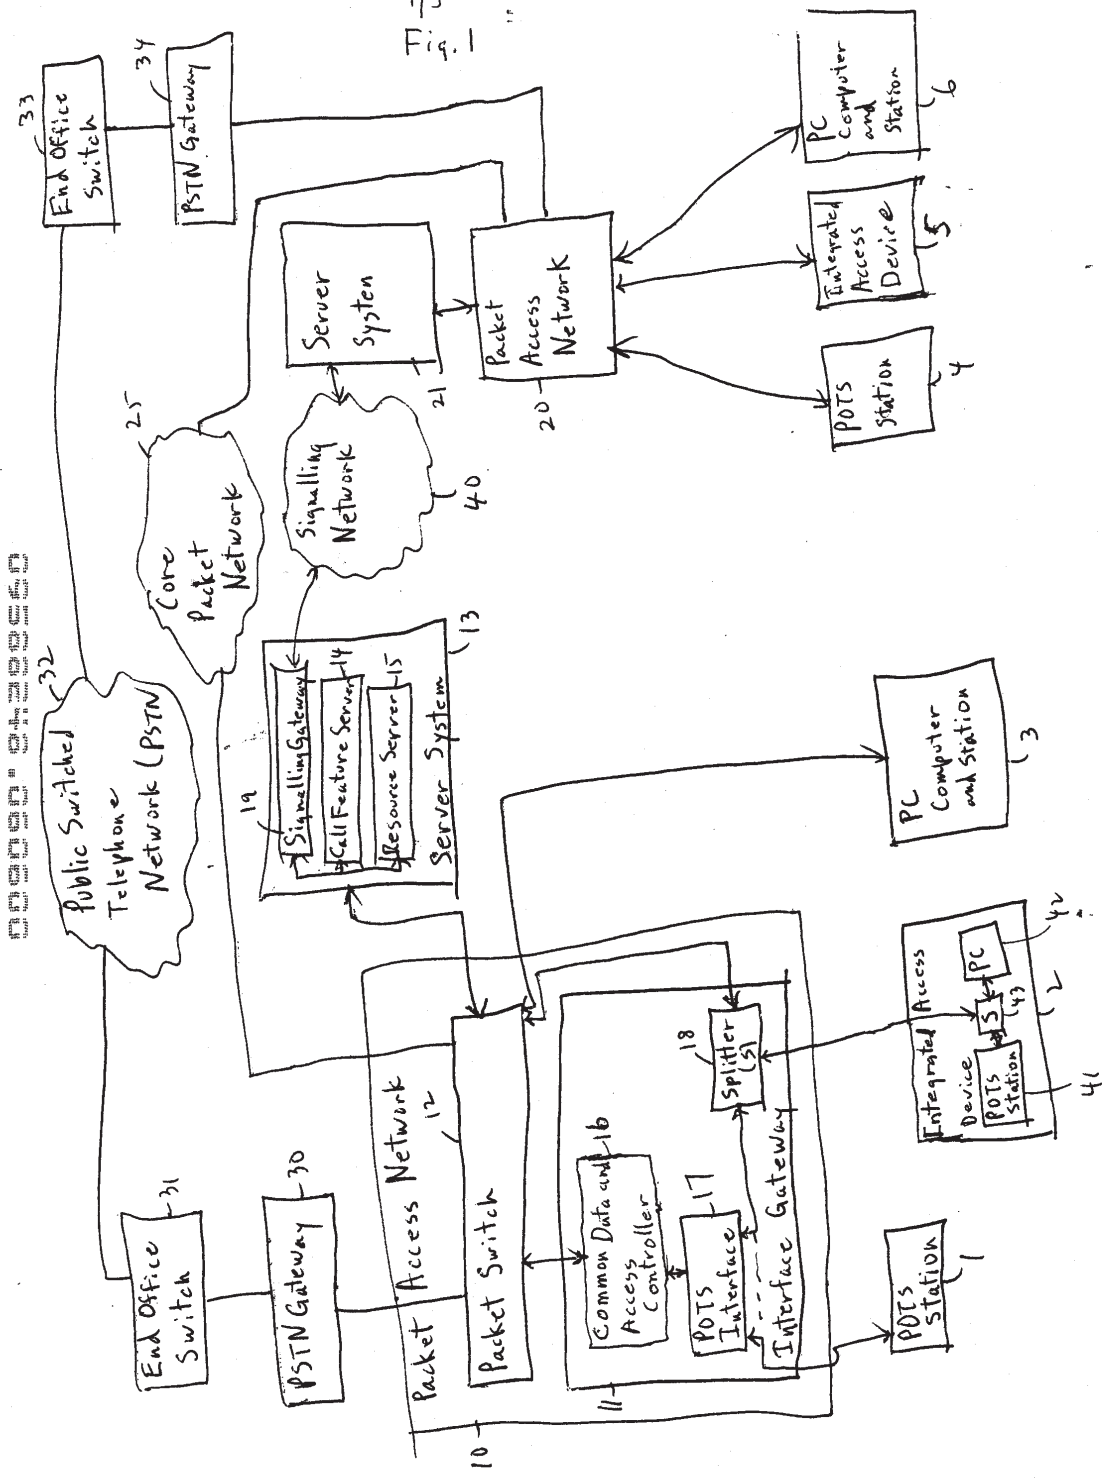 Fig. 1
End Office
Switch
31
PSTN Gateway
30
Public Switched
Telephone
Network (PSTN
32
End Office
Switch
33
PSTN Gateway
34
Core
Packet
Network
25
Signalling
Network
40
Server
System
21
Packet
Access
Network
20
19
Signalling Gateway
Call Feature Server
14
Resource Server
15
Server System
13
Packet Access Network
10
Packet Switch
12
Common Data and
Access
Controller
16
POTS
Interface
17
18
Splitter
(S)
Interface Gateway
11
POTS
Station
1
Integrated Access
Device
POTS
Station
41
S
43
PC
42
2
PC
Computer
and Station
3
POTS
Station
4
Integrated
Access
Device
5
PC
Computer
and
Station
6